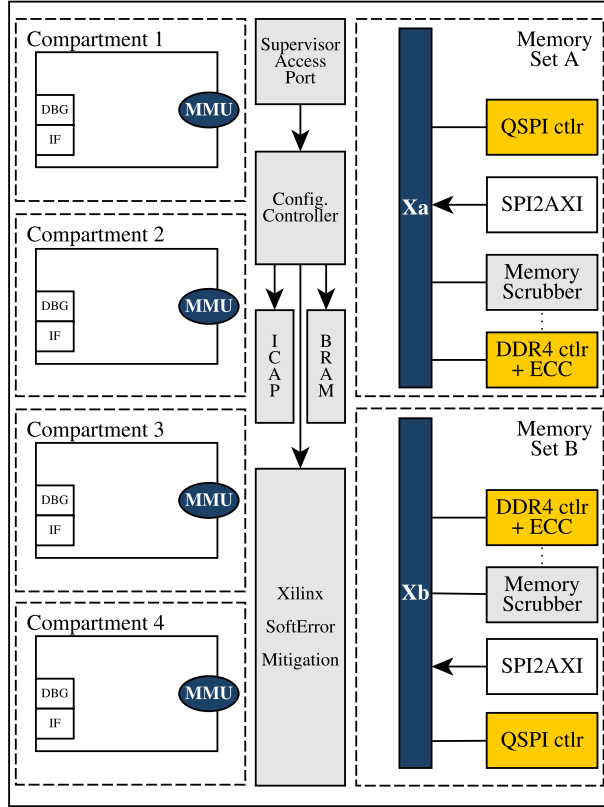 Compartment 1
DBG
IF
MMU
Compartment 2
DBG
IF
MMU
Compartment 3
DBG
IF
MMU
Compartment 4
DBG
IF
MMU
Supervisor
Access
Port
Config.
Controller
I
C
A
P
B
R
A
M
Xilinx
SoftError
Mitigation
Memory
Set A
Xa
QSPI ctlr
SPI2AXI
Memory
Scrubber
DDR4 ctlr
+ ECC
Memory
Set B
Xb
DDR4 ctlr
+ ECC
Memory
Scrubber
SPI2AXI
QSPI ctlr